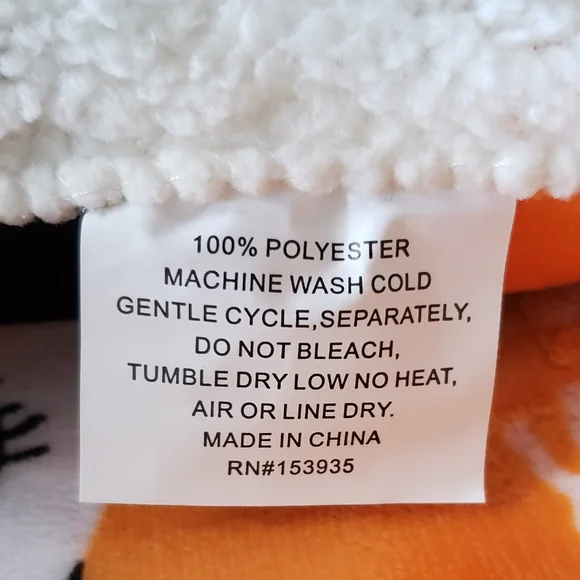 100% POLYESTER
MACHINE WASH COLD
GENTLE CYCLE,SEPARATELY,
DO NOT BLEACH,
TUMBLE DRY LOW NO HEAT,
AIR OR LINE DRY.
MADE IN CHINA
RN#153935